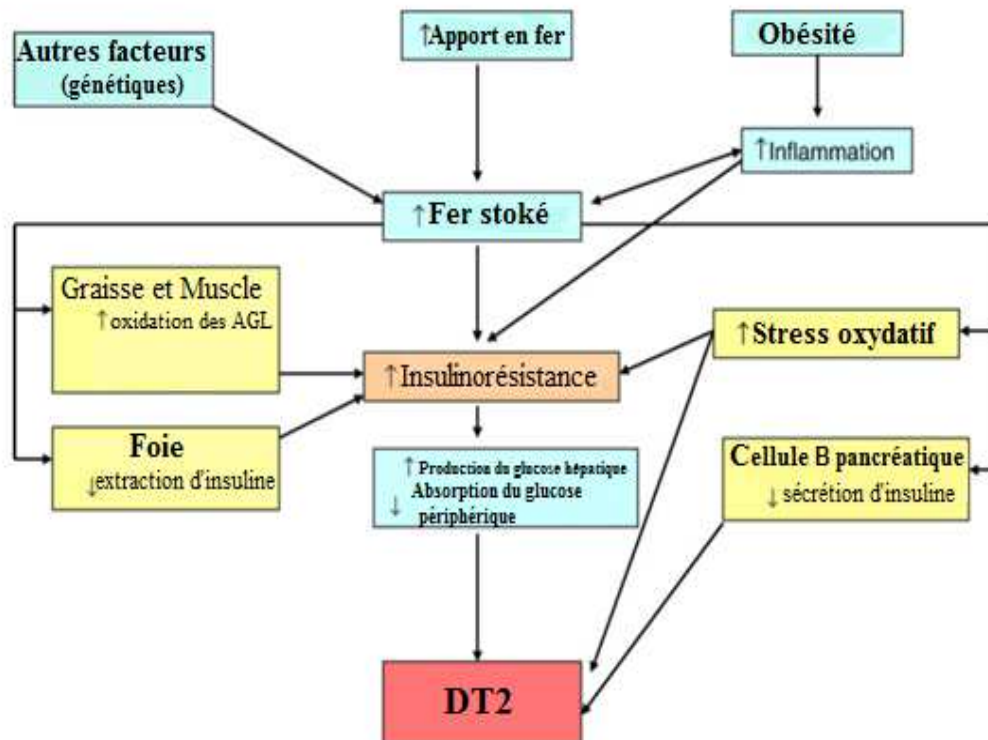 Autres facteurs
(génétiques)
↑Apport en fer
Obésité
↑Inflammation
↑Fer stoké
Graisse et Muscle
↑oxidation des AGL
↑Stress oxydatif
↑Insulinorésistance
Foie
↓extraction d'insuline
↑ Production du glucose hépatique
↓ Absorption du glucose
périphérique
Cellule B pancréatique
↓ sécrétion d'insuline
DT2